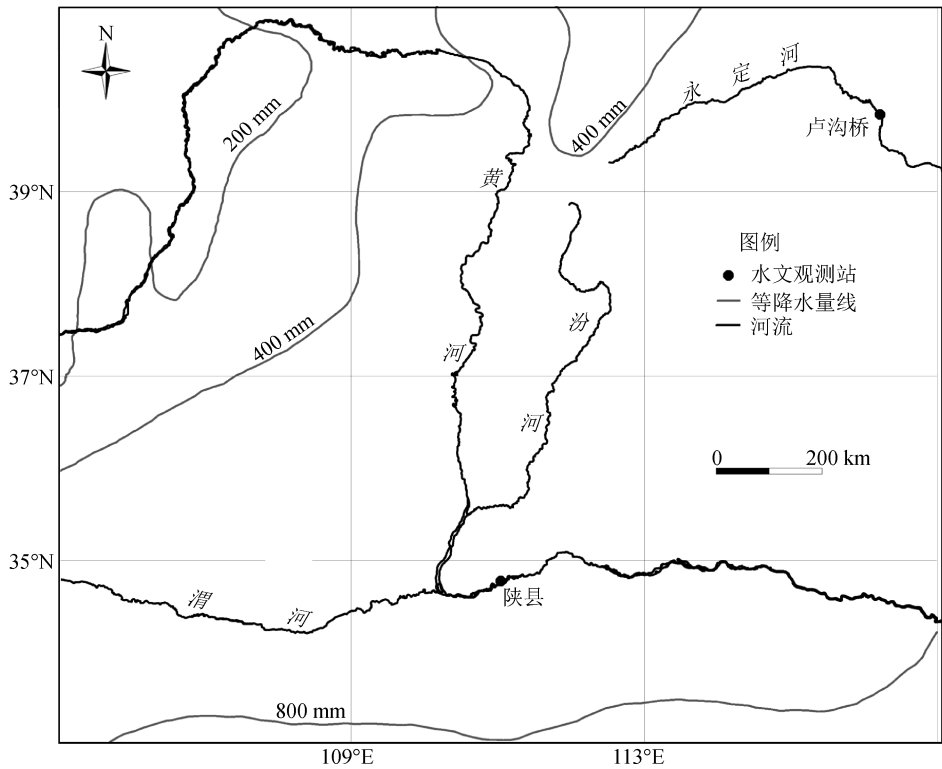 N
200 mm
400 mm
永定河
卢沟桥
39°N
黄河
图例
水文观测站
等降水量线
河流
400 mm
汾河
37°N
0 200 km
35°N
渭河
陕县
800 mm
109°E 113°E